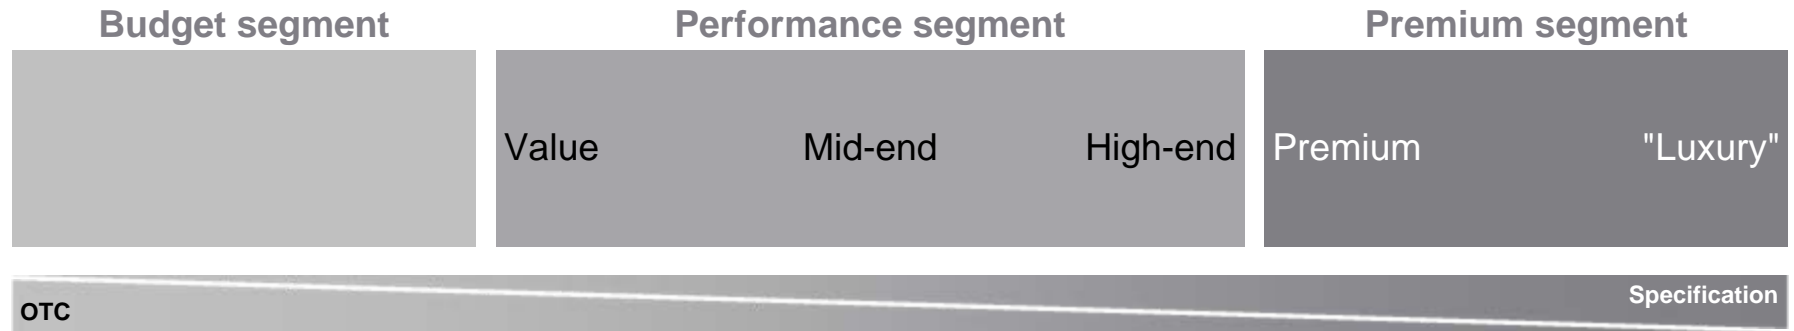 Budget segment Performance segment Premium segment
Value Mid-end High-end Premium "Luxury"
Specification
OTC